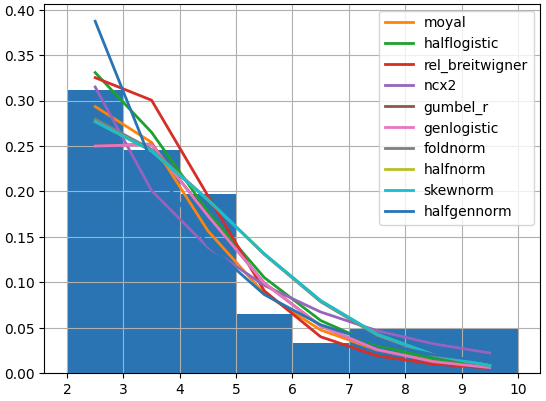 0.40
0.35
0.30
0.25
0.20
0.15
0.10
0.05
0.00
2 3 4 5 6 7 8 9 10
moyal
halflogistic
rel_breitwigner
ncx2
gumbel_r
genlogistic
foldnorm
halfnorm
skewnorm
halfgennorm